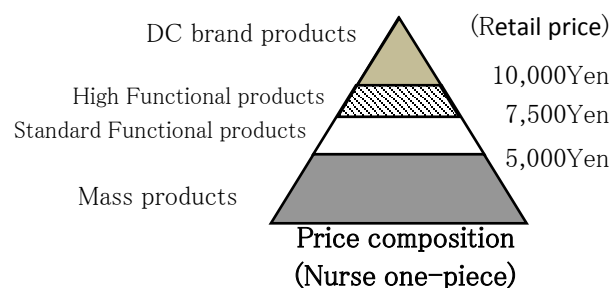 DC brand products
(Retail price)
10,000Yen
High Functional products
7,500Yen
Standard Functional products
5,000Yen
Mass products
Price composition
(Nurse one-piece)